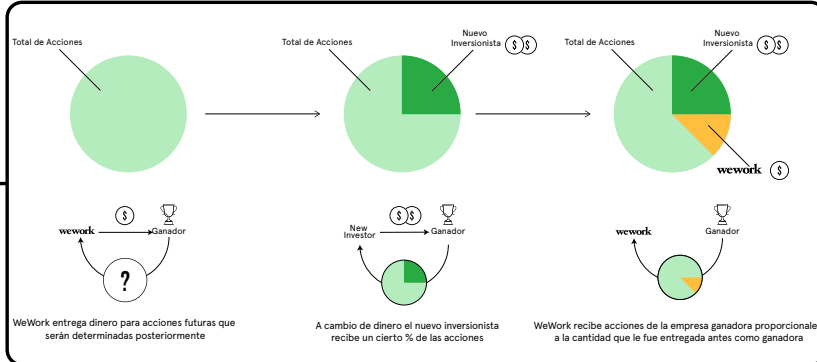 Total de Acciones
Total de Acciones
Nuevo
Inversionista
$ $
Total de Acciones
Nuevo
Inversionista
$ $
wework $
$
wework
Ganador
?
WeWork entrega dinero para acciones futuras que
serán determinadas posteriormente
$ $
New
Investor
Ganador
A cambio de dinero el nuevo inversionista
recibe un cierto % de las acciones
wework
Ganador
WeWork recibe acciones de la empresa ganadora proporcionale
a la cantidad que le fue entregada antes como ganadora